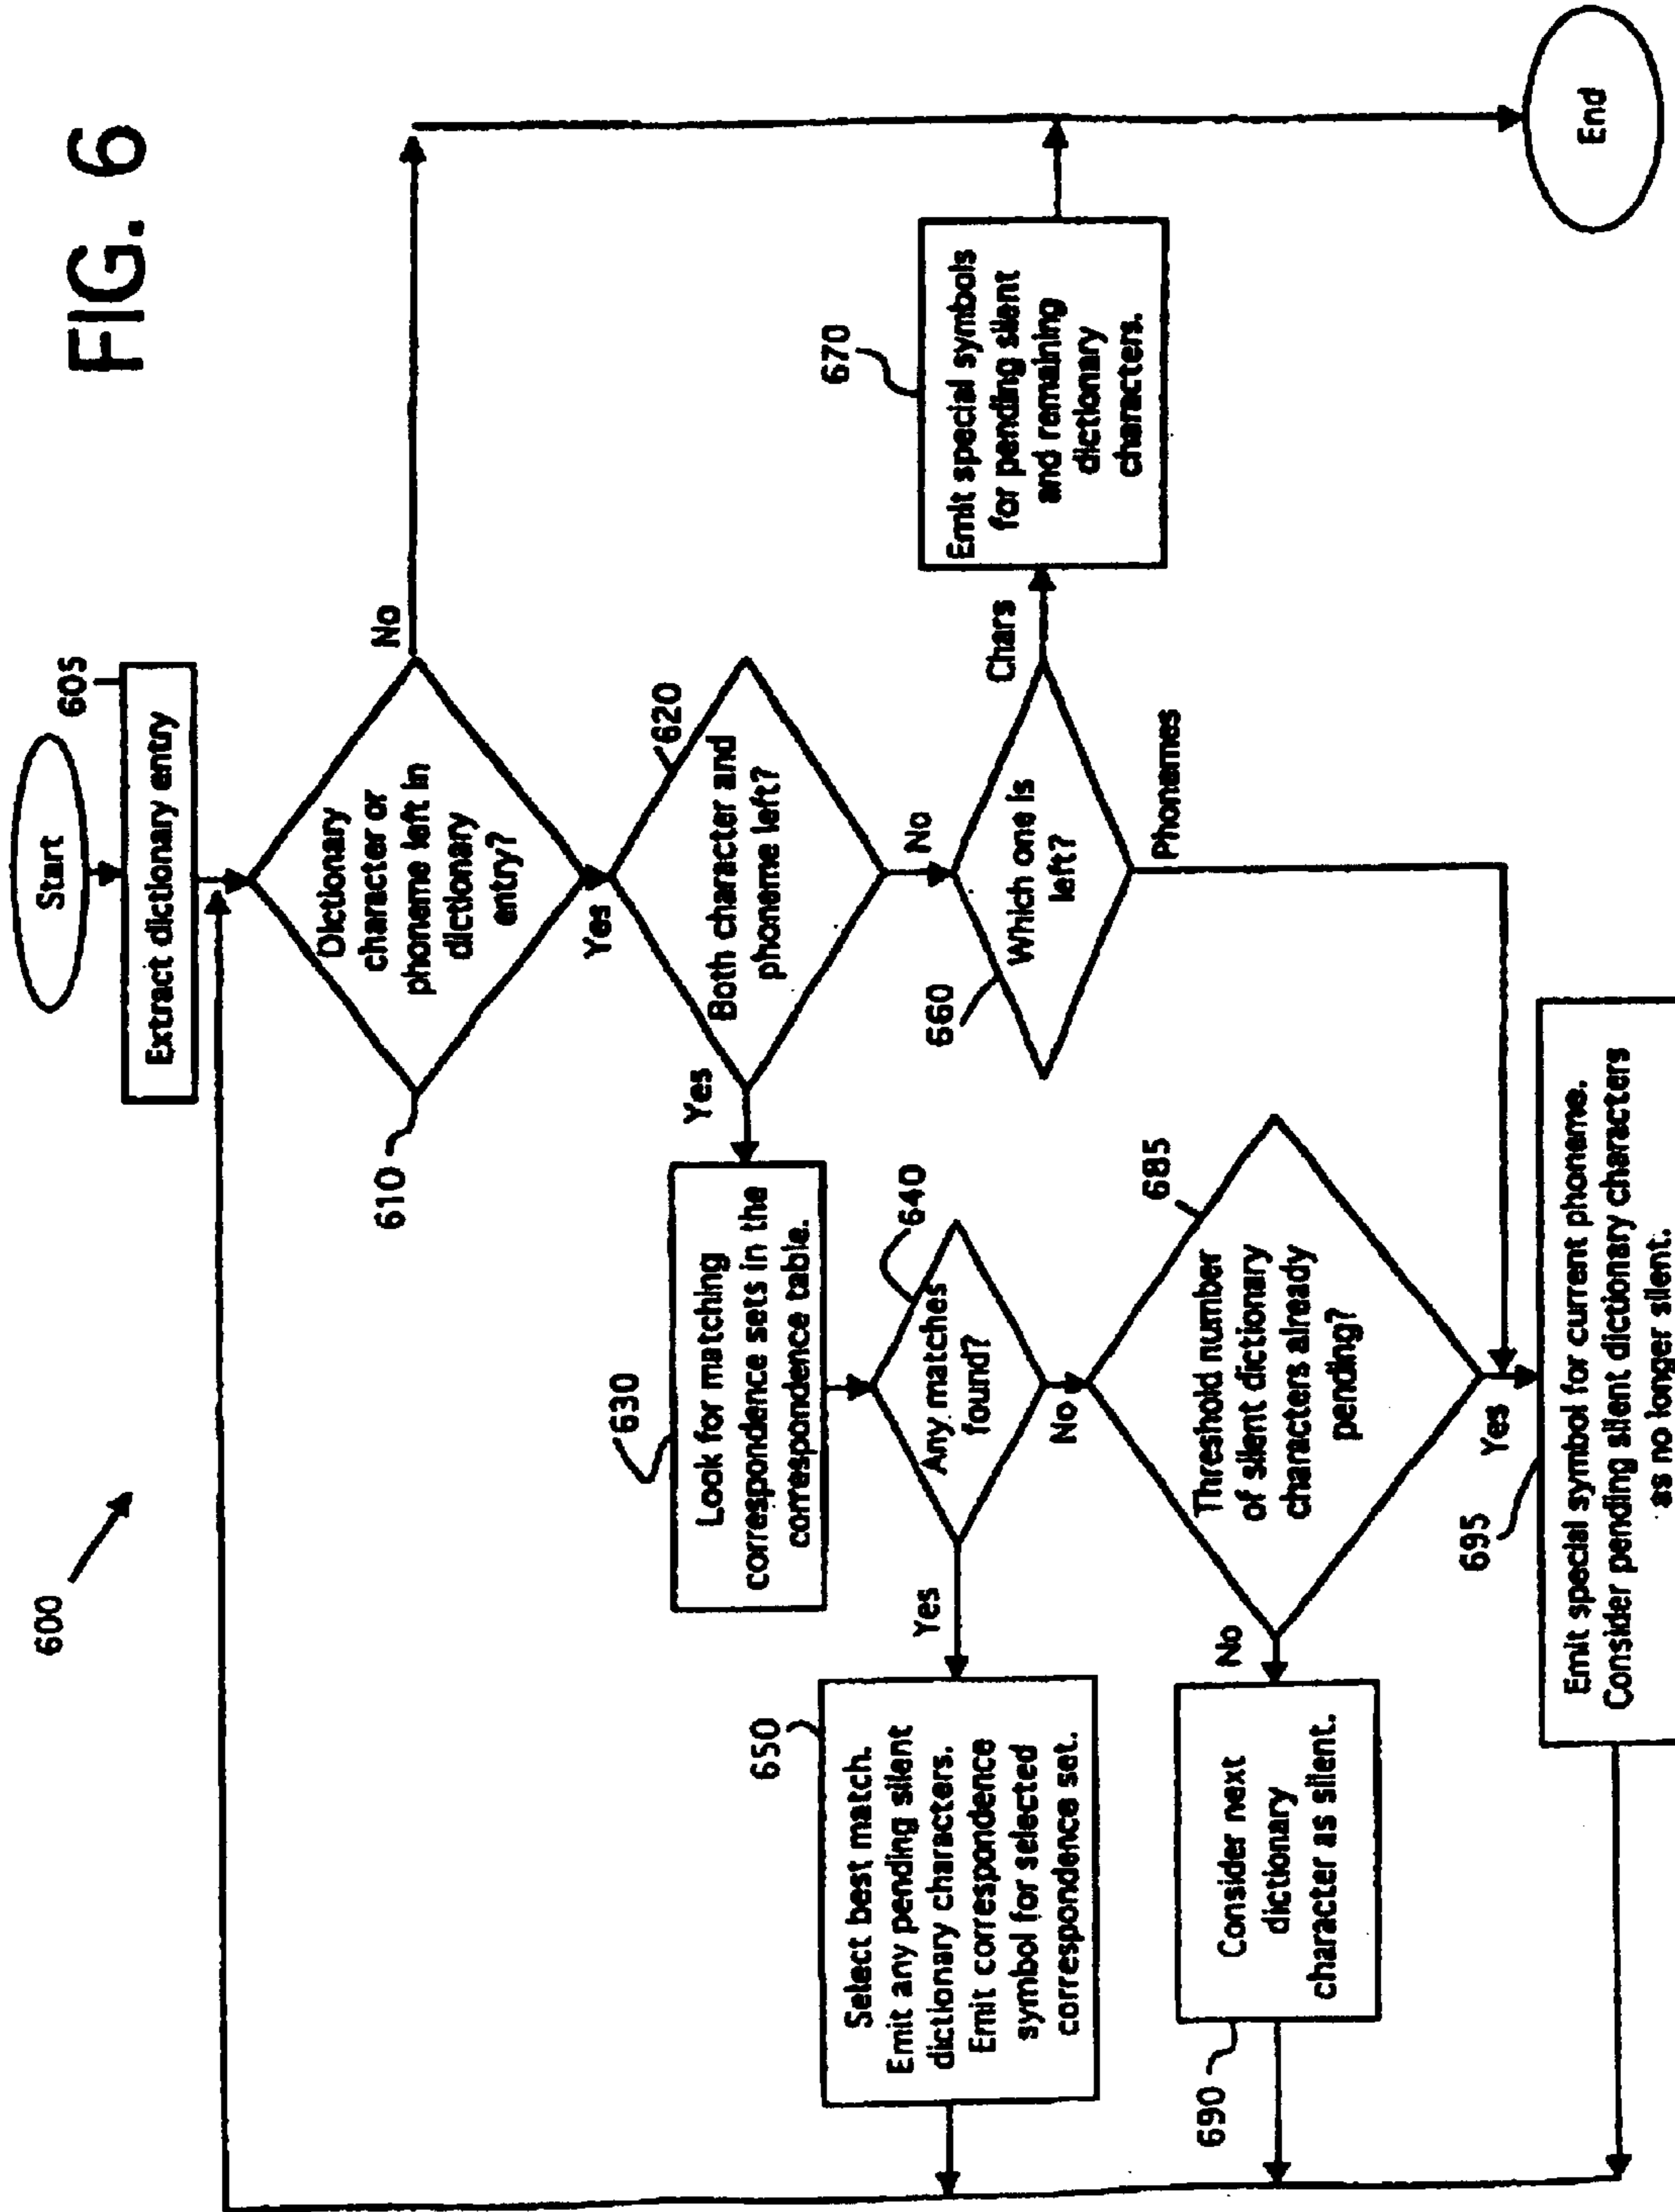 FIG. 6
600
Start
605
Extract dictionary entry
610
Dictionary
character or
phoneme left in
dictionary
entry?
No
Yes
620
Both character and
phoneme left?
Yes
No
630
Look for matching
correspondence sets in the
correspondence table.
660
Which one is
left?
Chars
Phonemes
670
Emit special symbols
for pending silent
and remaining
dictionary
characters.
640
Any matches
found?
Yes
No
650
Select best match.
Emit any pending silent
dictionary characters.
Emit correspondence
symbol for selected
correspondence set.
685
Threshold number
of silent dictionary
characters already
pending?
No
Yes
690
Consider next
dictionary
character as silent.
695
Emit special symbol for current phoneme.
Consider pending silent dictionary characters
as no longer silent.
End